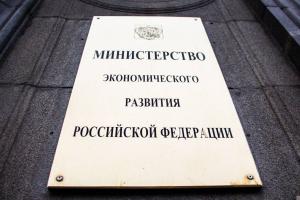 МИНИСТЕРСТВО
ЭКОНОМИЧЕСКОГО
РАЗВИТИЯ
РОССИЙСКОЙ ФЕДЕРАЦИИ